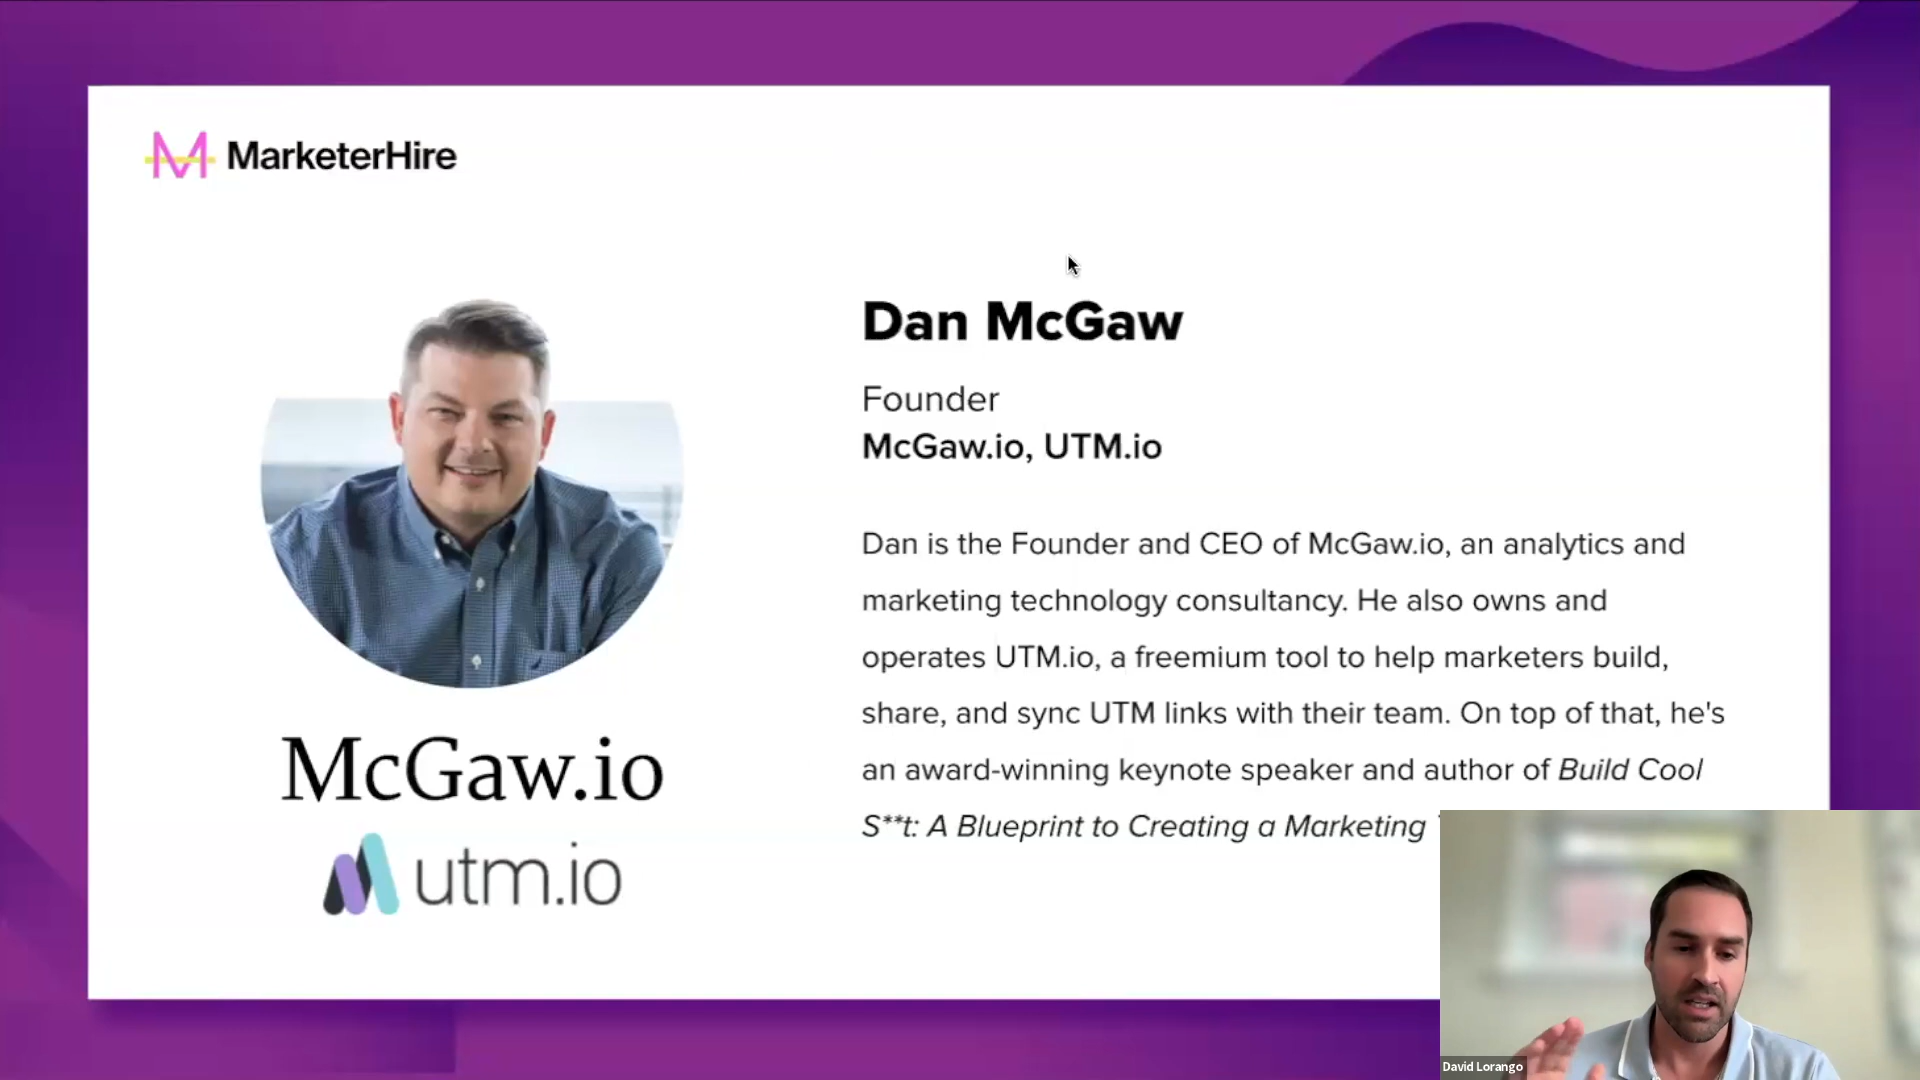 MarketerHire
Dan McGaw
Founder
McGaw.io, UTM.io
Dan is the Founder and CEO of McGaw.io, an analytics and
marketing technology consultancy. He also owns and
operates UTM.io, a freemium tool to help marketers build,
share, and sync UTM links with their team. On top of that, he's
an award-winning keynote speaker and author of Build Cool
S**t: A Blueprint to Creating a Marketing
McGaw.io
utm.io
David Lorango